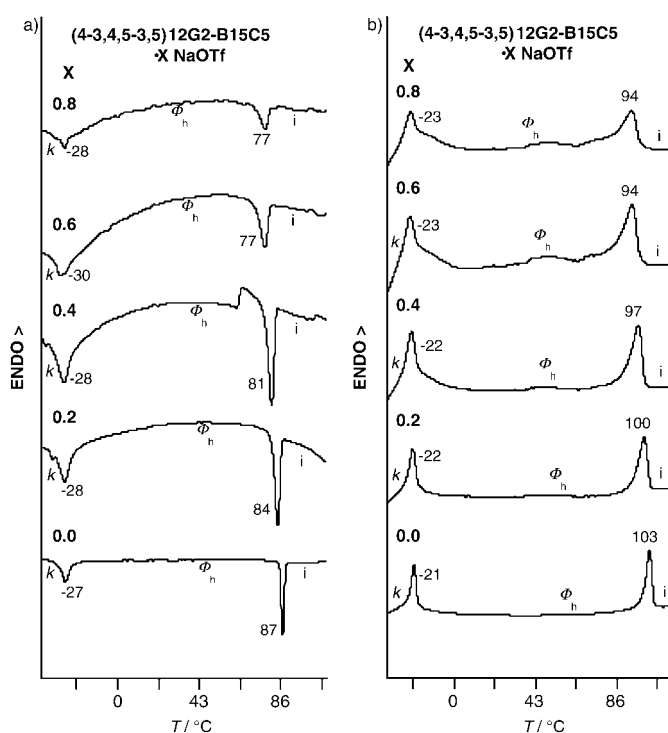 a)
(4-3,4,5-3,5)12G2-B15C5
•X NaOTf
X
0.8
Φh
i
k
-28
77
0.6
Φh
i
77
k
-30
0.4
Φh
i
k
-28
81
0.2
Φh
i
k
-28
84
0.0
k
Φh
i
-27
87
ENDO >
0
43
86
T / °C
b)
(4-3,4,5-3,5)12G2-B15C5
•X NaOTf
X
0.8
94
-23
Φh
k
i
0.6
94
-23
Φh
k
i
0.4
97
-22
k
Φh
i
0.2
100
-22
k
Φh
i
0.0
103
-21
k
Φh
i
ENDO >
0
43
86
T / °C